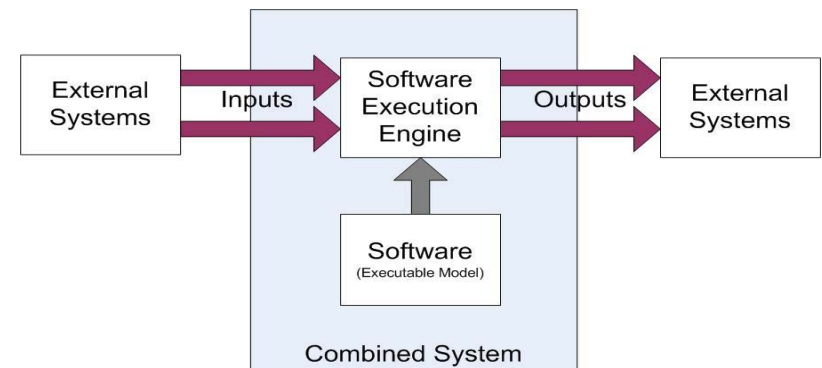 External
Systems
Inputs
Software
Execution
Engine
Outputs
External
Systems
Software
(Executable Model)
Combined System